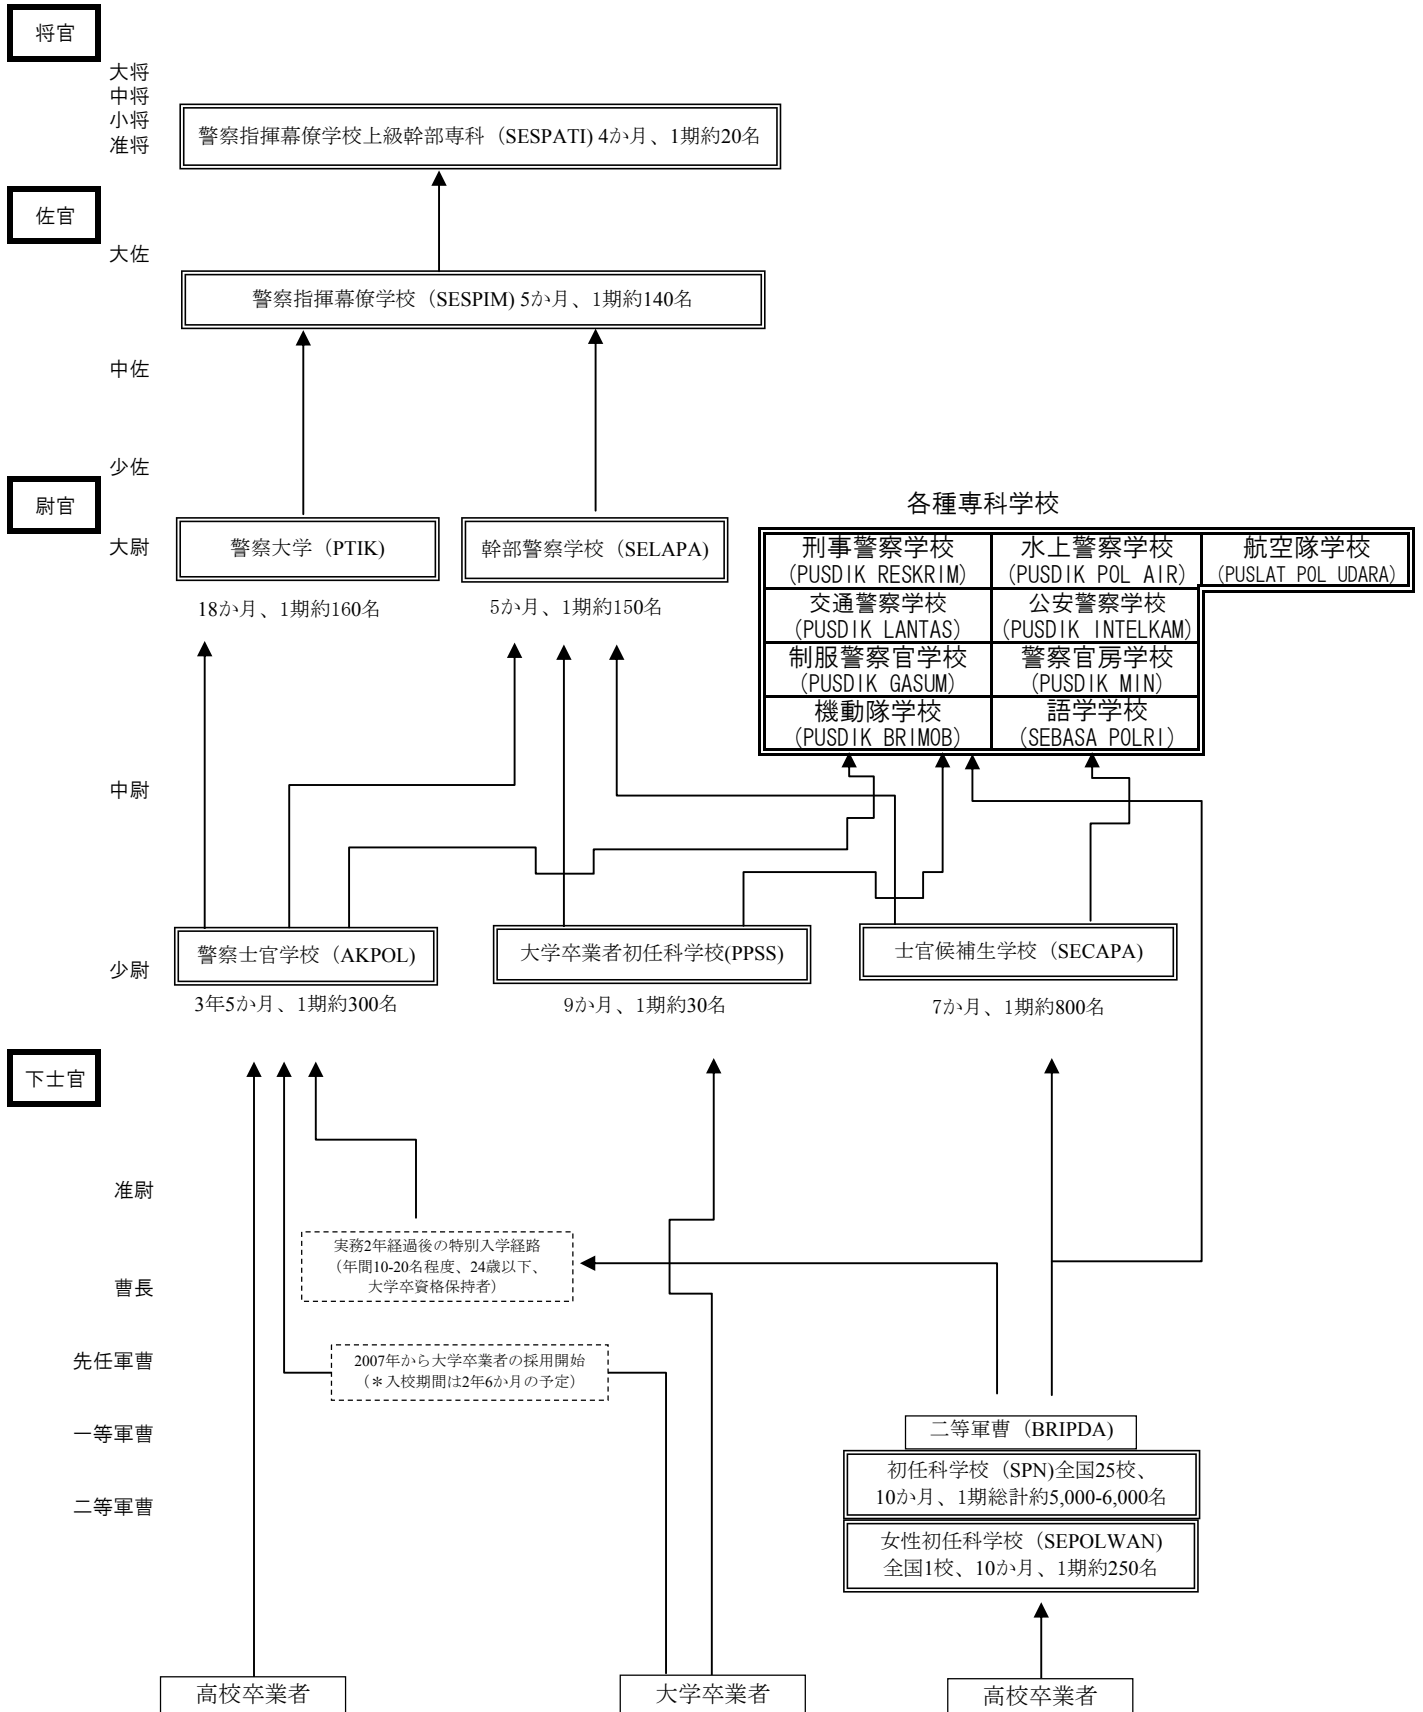 将官
大将
中将
小将
准将
警察指揮幕僚学校上級幹部専科（SESPATI) 4か月、1期約20名
佐官
大佐
警察指揮幕僚学校（SESPIM) 5か月、1期約140名
中佐
少佐
尉官
大尉
警察大学（PTIK)
18か月、1期約160名
幹部警察学校（SELAPA)
5か月、1期約150名
各種専科学校
刑事警察学校
(PUSDIK RESKRIM)
水上警察学校
(PUSDIK POL AIR)
航空隊学校
(PUSLAT POL UDARA)
交通警察学校
(PUSDIK LANTAS)
公安警察学校
(PUSDIK INTELKAM)
制服警察官学校
(PUSDIK GASUM)
警察官房学校
(PUSDIK MIN)
機動隊学校
(PUSDIK BRIMOB)
語学学校
(SEBASA POLRI)
中尉
少尉
警察士官学校（AKPOL)
3年5か月、1期約300名
大学卒業者初任科学校(PPSS)
9か月、1期約30名
士官候補生学校（SECAPA)
7か月、1期約800名
下士官
准尉
実務2年経過後の特別入学経路
（年間10-20名程度、24歳以下、
大学卒資格保持者）
曹長
先任軍曹
2007年から大学卒業者の採用開始
（＊入校期間は2年6か月の予定）
一等軍曹
二等軍曹（BRIPDA)
初任科学校（SPN)全国25校、
10か月、1期総計約5,000-6,000名
二等軍曹
女性初任科学校（SEPOLWAN)
全国1校、10か月、1期約250名
高校卒業者
大学卒業者
高校卒業者